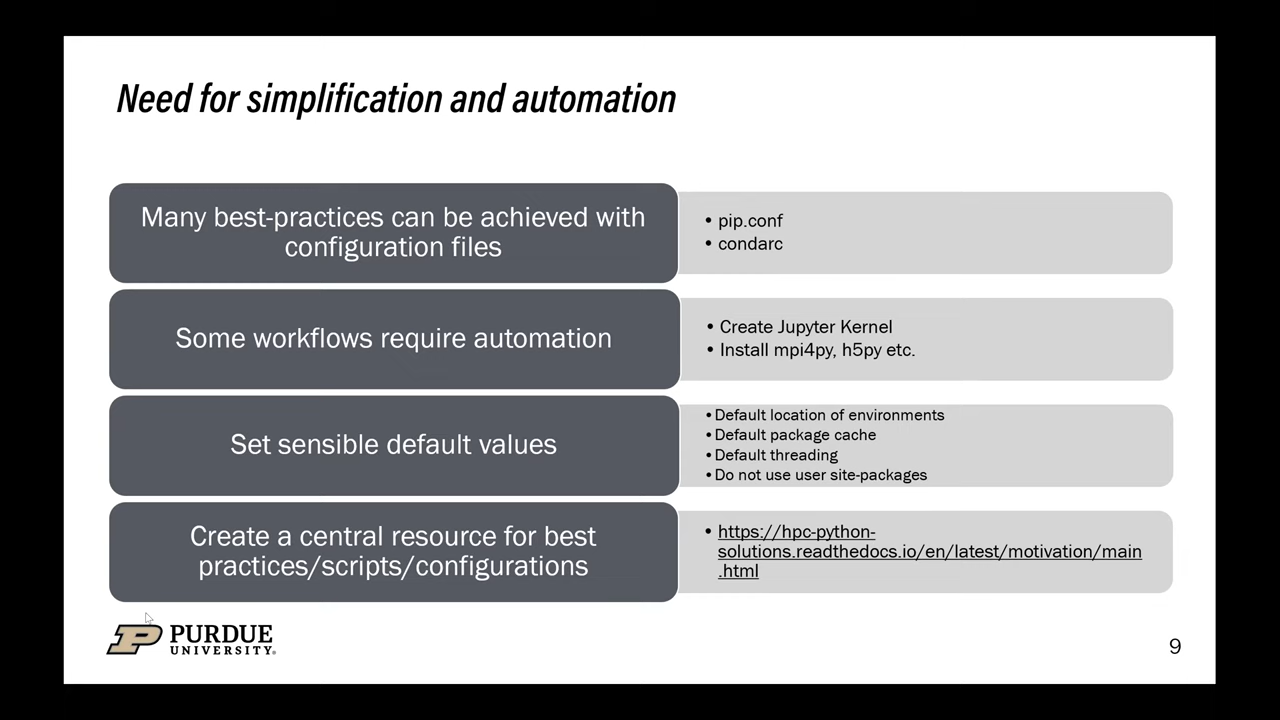 Need for simplification and automation
Many best-practices can be achieved with
configuration files
• pip.conf
• condarc
Some workflows require automation
• Create Jupyter Kernel
• Install mpi4py, h5py etc.
Set sensible default values
• Default location of environments
• Default package cache
• Default threading
• Do not use user site-packages
Create a central resource for best
practices/scripts/configurations
• https://hpc-python-
solutions.readthedocs.io/en/latest/motivation/main
.html
P PURDUE
UNIVERSITY®
9